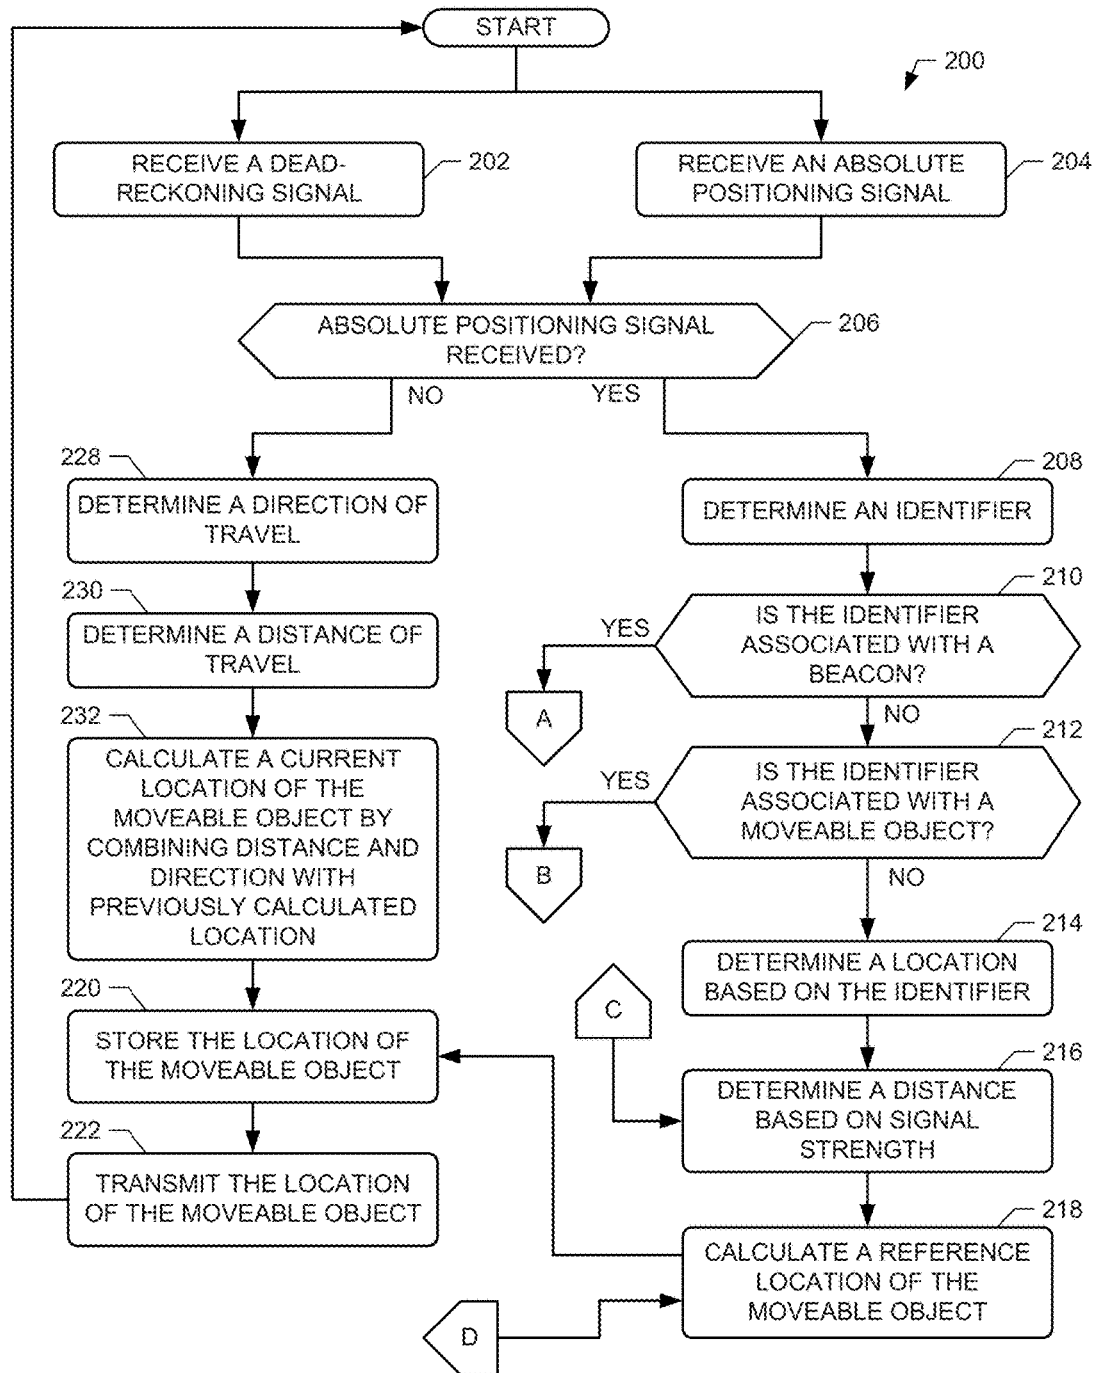 START
200
RECEIVE A DEAD-
RECKONING SIGNAL
202
RECEIVE AN ABSOLUTE
POSITIONING SIGNAL
204
ABSOLUTE POSITIONING SIGNAL
RECEIVED?
206
NO
YES
228
DETERMINE A DIRECTION OF
TRAVEL
230
DETERMINE A DISTANCE OF
TRAVEL
232
CALCULATE A CURRENT
LOCATION OF THE
MOVEABLE OBJECT BY
COMBINING DISTANCE AND
DIRECTION WITH
PREVIOUSLY CALCULATED
LOCATION
220
STORE THE LOCATION OF
THE MOVEABLE OBJECT
222
TRANSMIT THE LOCATION
OF THE MOVEABLE OBJECT
208
DETERMINE AN IDENTIFIER
210
IS THE IDENTIFIER
ASSOCIATED WITH A
BEACON?
YES
A
NO
212
IS THE IDENTIFIER
ASSOCIATED WITH A
MOVEABLE OBJECT?
YES
B
NO
214
DETERMINE A LOCATION
BASED ON THE IDENTIFIER
C
216
DETERMINE A DISTANCE
BASED ON SIGNAL
STRENGTH
218
CALCULATE A REFERENCE
LOCATION OF THE
MOVEABLE OBJECT
D